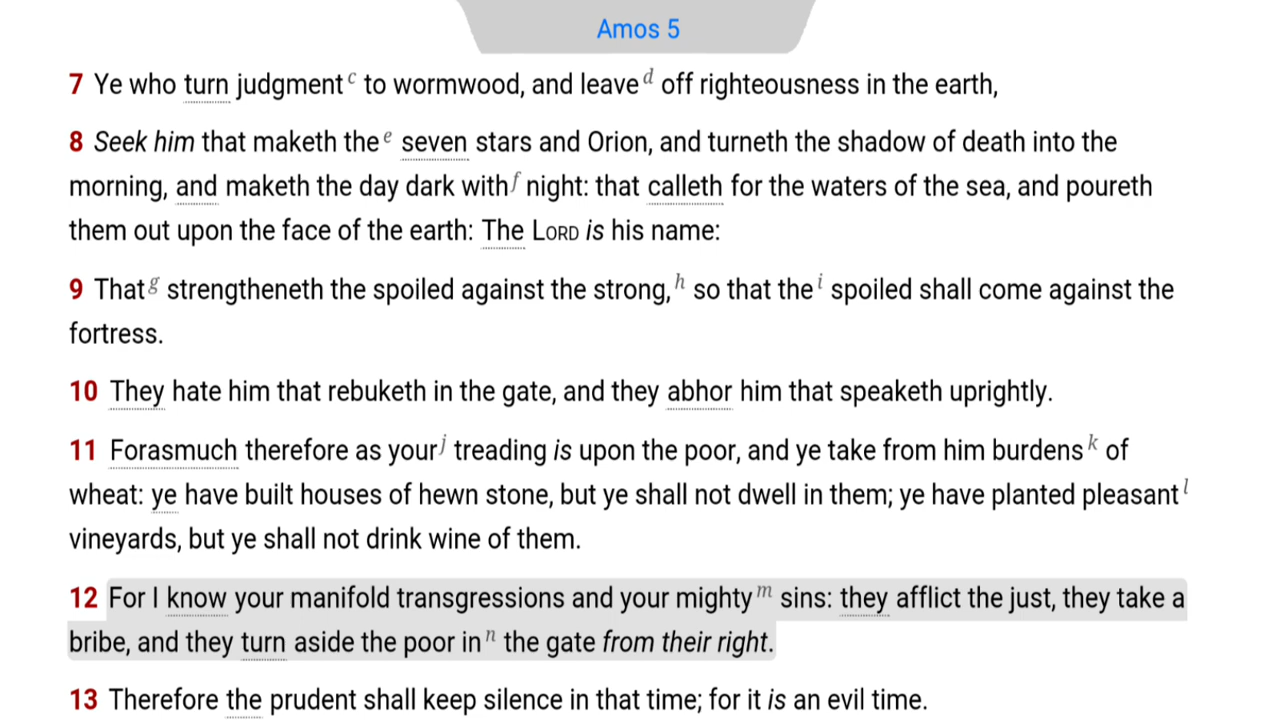 Amos 5
7 Ye who turn judgment c to wormwood, and leave d off righteousness in the earth,
8 Seek him that maketh the e seven stars and Orion, and turneth the shadow of death into the
morning, and maketh the day dark with f night: that calleth for the waters of the sea, and poureth
them out upon the face of the earth: The LORD is his name:
9 That g strengtheneth the spoiled against the strong, h so that the i spoiled shall come against the
fortress.
10 They hate him that rebuketh in the gate, and they abhor him that speaketh uprightly.
11 Forasmuch therefore as your j treading is upon the poor, and ye take from him burdens k of
wheat: ye have built houses of hewn stone, but ye shall not dwell in them; ye have planted pleasant l
vineyards, but ye shall not drink wine of them.
12 For I know your manifold transgressions and your mighty m sins: they afflict the just, they take a
bribe, and they turn aside the poor in n the gate from their right.
13 Therefore the prudent shall keep silence in that time; for it is an evil time.